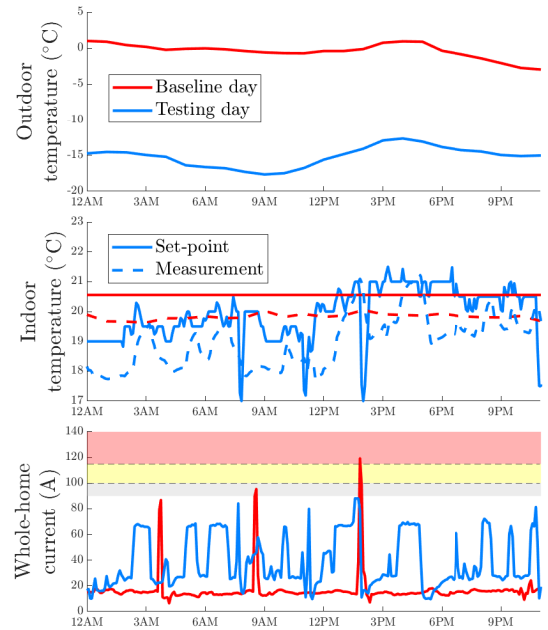 5
0
-5
-10
-15
-20
Outdoor
temperature (°C)
Baseline day
Testing day
12AM 3AM 6AM 9AM 12PM 3PM 6PM 9PM
23
22
21
20
19
18
17
Indoor
temperature (°C)
Set-point
Measurement
12AM 3AM 6AM 9AM 12PM 3PM 6PM 9PM
140
120
100
80
60
40
20
0
Whole-home
current (A)
12AM 3AM 6AM 9AM 12PM 3PM 6PM 9PM